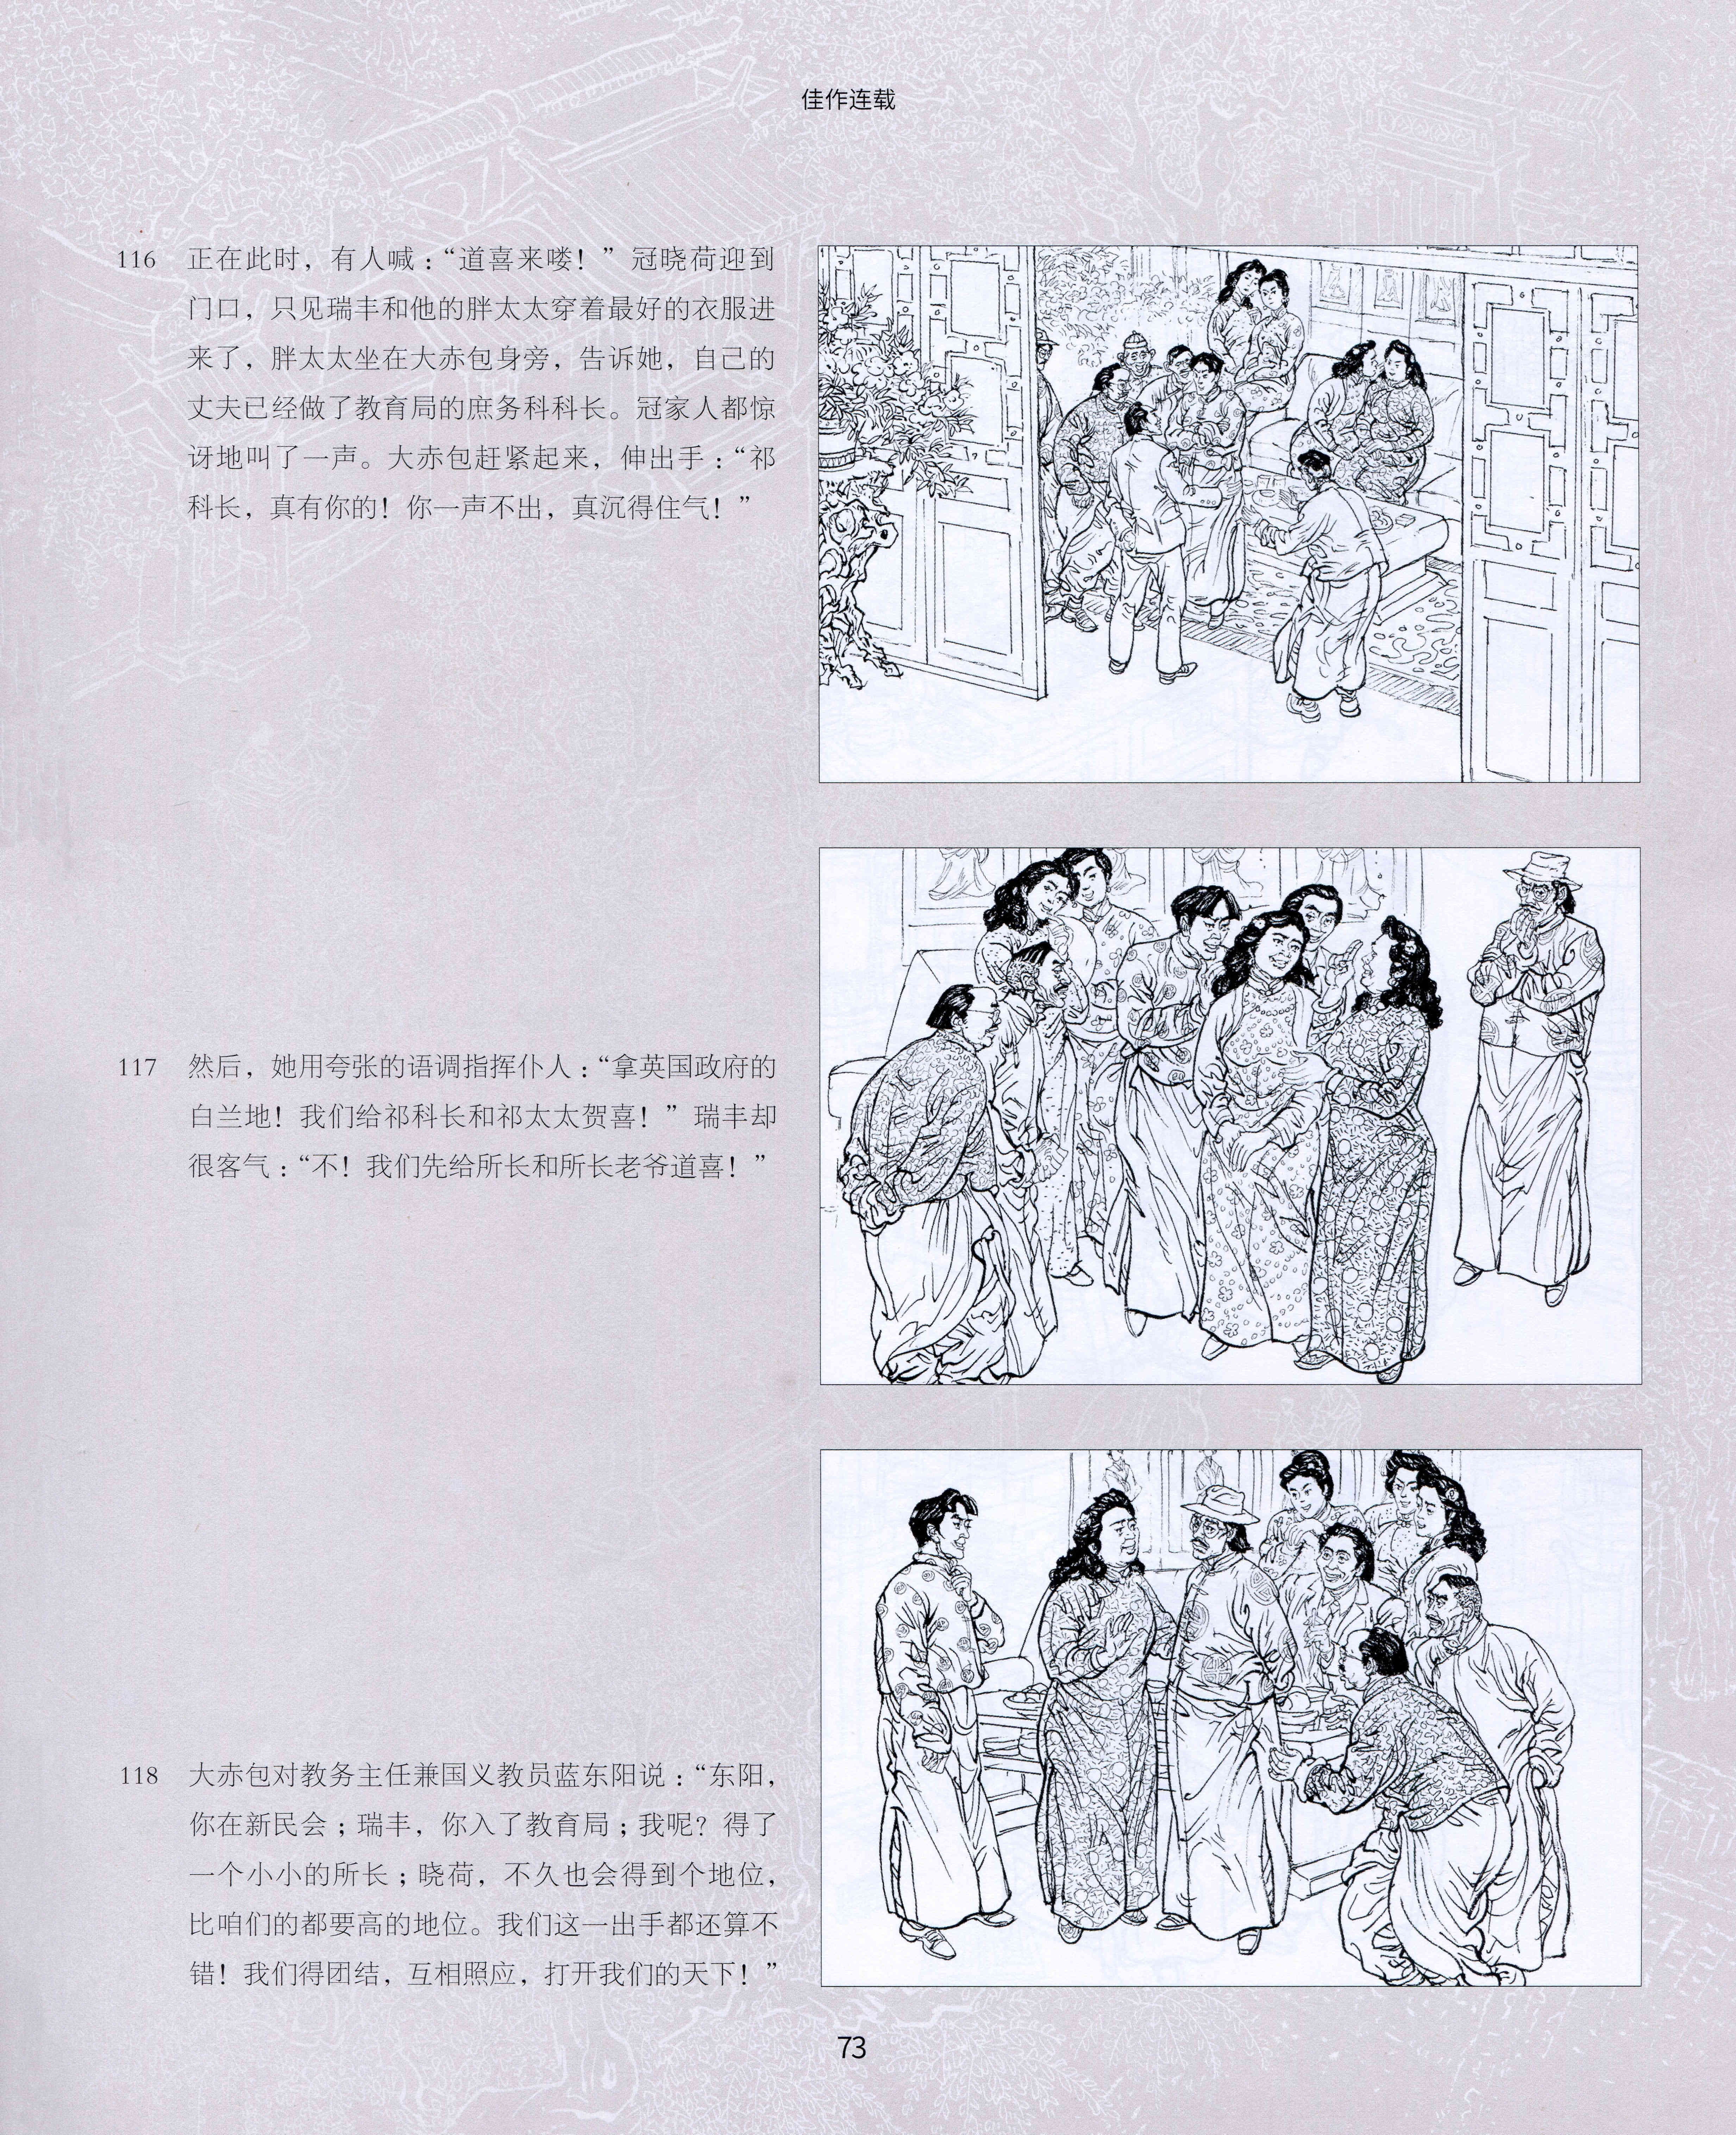 佳作连载
116 正在此时，有人喊：“道喜来喽！”冠晓荷迎到
门口，只见瑞丰和他的胖太太穿着最好的衣服进
来了，胖太太坐在大赤包身旁，告诉她，自己的
丈夫已经做了教育局的庶务科科长。冠家人都惊
讶地叫了一声。大赤包赶紧起来，伸出手：“祁
科长，真有你的！你一声不出，真沉得住气！”
117 然后，她用夸张的语调指挥仆人：“拿英国政府的
白兰地！我们给祁科长和祁太太贺喜！”瑞丰却
很客气：“不！我们先给所长和所长老爷道喜！”
118 大赤包对教务主任兼国义教员蓝东阳说：“东阳，
你在新民会；瑞丰，你入了教育局；我呢？得了
一个小小的所长；晓荷，不久也会得到个地位，
比咱们的都要高的地位。我们这一出手都还算不
错！我们得团结，互相照应，打开我们的天下！”
73